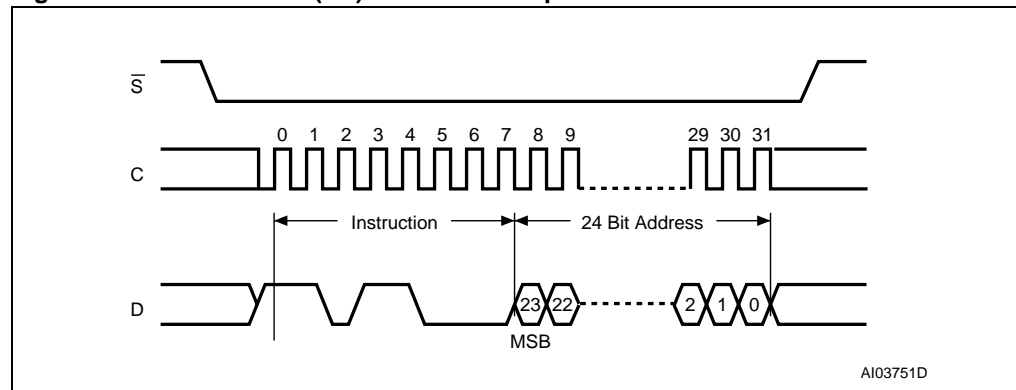 S
0 1 2 3 4 5 6 7 8 9 29 30 31
C
Instruction 24 Bit Address
D 23 22 2 1 0
MSB
AI03751D